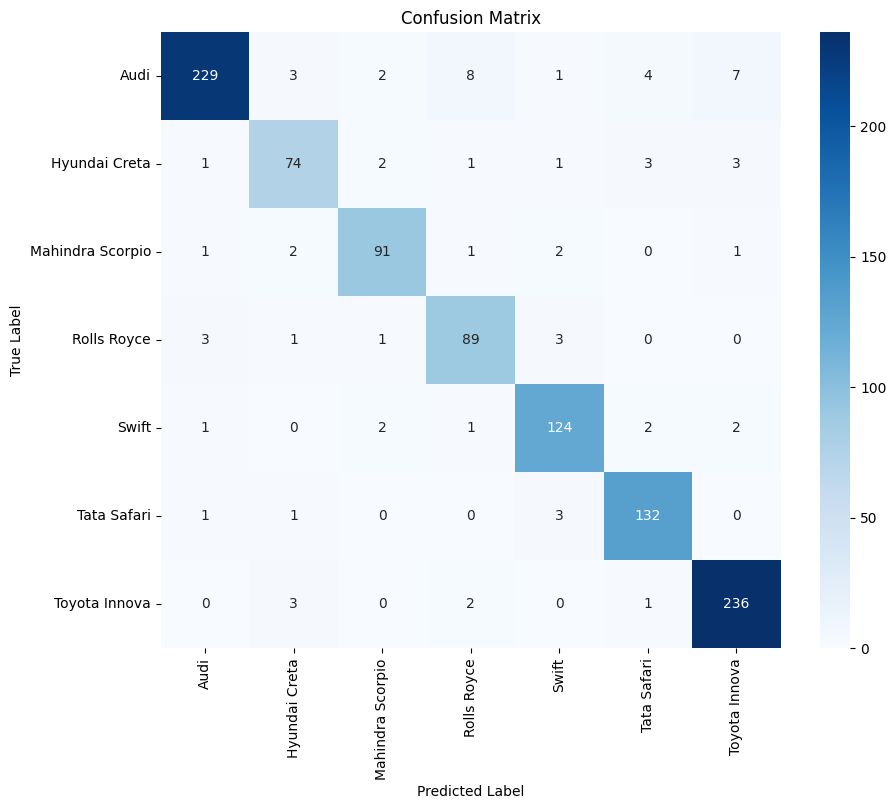 Confusion Matrix
Audi 229 3 2 8 1 4 7
Hyundai Creta 1 74 2 1 1 3 3
Mahindra Scorpio 1 2 91 1 2 0 1
Rolls Royce 3 1 1 89 3 0 0
Swift 1 0 2 1 124 2 2
Tata Safari 1 1 0 0 3 132 0
Toyota Innova 0 3 0 2 0 1 236
True Label
Audi
Hyundai Creta
Mahindra Scorpio
Rolls Royce
Swift
Tata Safari
Toyota Innova
Predicted Label
200
150
100
50
0